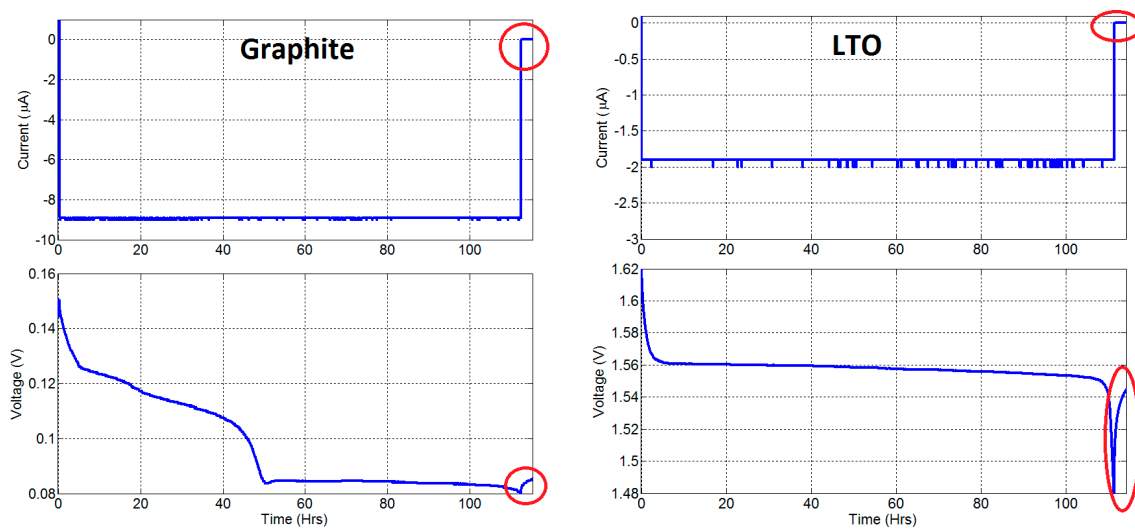 Graphite
Current (μA)
0
-2
-4
-6
-8
-10
0 20 40 60 80 100
LTO
Current (μA)
0
-0.5
-1
-1.5
-2
-2.5
-3
0 20 40 60 80 100
Voltage (V)
0.16
0.14
0.12
0.1
0.08
0 20 40 60 80 100
Time (Hrs)
Voltage (V)
1.62
1.6
1.58
1.56
1.54
1.52
1.5
1.48
0 20 40 60 80 100
Time (Hrs)